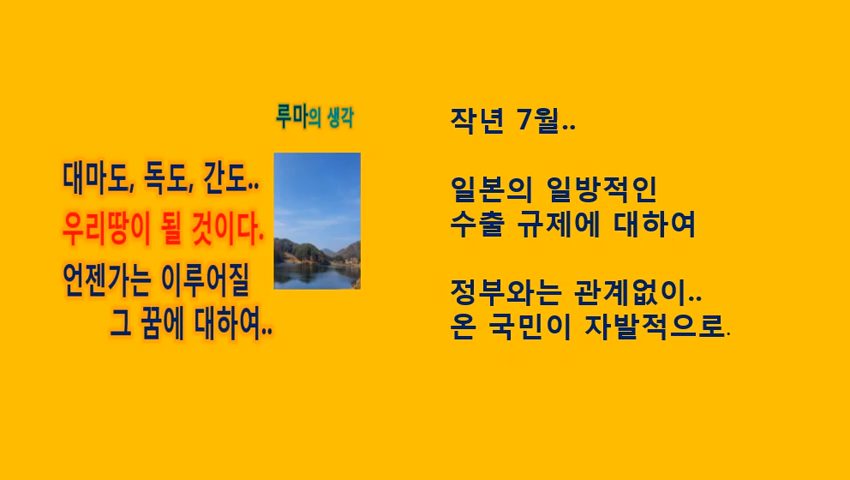 루마의 생각
대마도, 독도, 간도..
우리땅이 될 것이다.
언젠가는 이루어질
그 꿈에 대하여..
작년 7월..
일본의 일방적인
수출 규제에 대하여
정부와는 관계없이..
온 국민이 자발적으로.